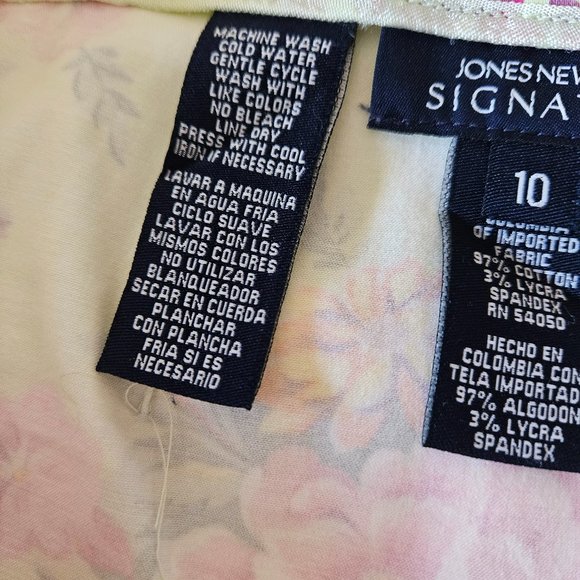 MACHINE WASH
COLD WATER
GENTLE CYCLE
WASH WITH
LIKE COLORS
NO BLEACH
LINE DRY
PRESS WITH COOL
IRON IF NECESSARY
LAVAR A MAQUINA
EN AGUA FRIA
CICLO SUAVE
LAVAR CON LOS
MISMOS COLORES
NO UTILIZAR
BLANQUEADOR
SECAR EN CUERDA
PLANCHAR
CON PLANCHA
FRIA SI ES
NECESARIO
JONES NEW
SIGNAT
10
OF IMPORTED
FABRIC
97% COTTON
3% LYCRA
SPANDEX
RN 54050
HECHO EN
COLOMBIA CON
TELA IMPORTAD
97% ALGODON
3% LYCRA
SPANDEX